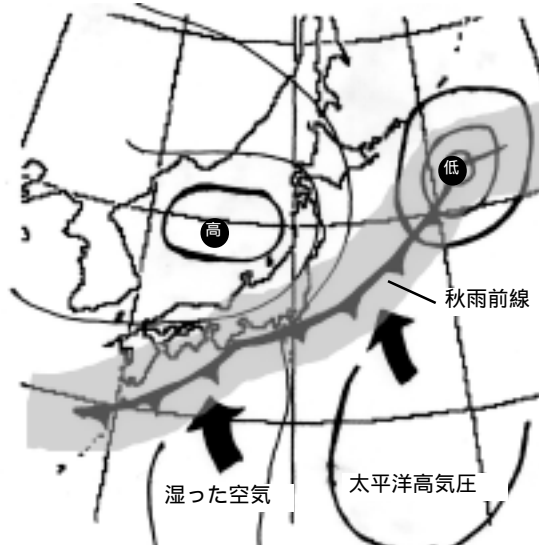 低
高
秋雨前線
太平洋高気圧
湿った空気